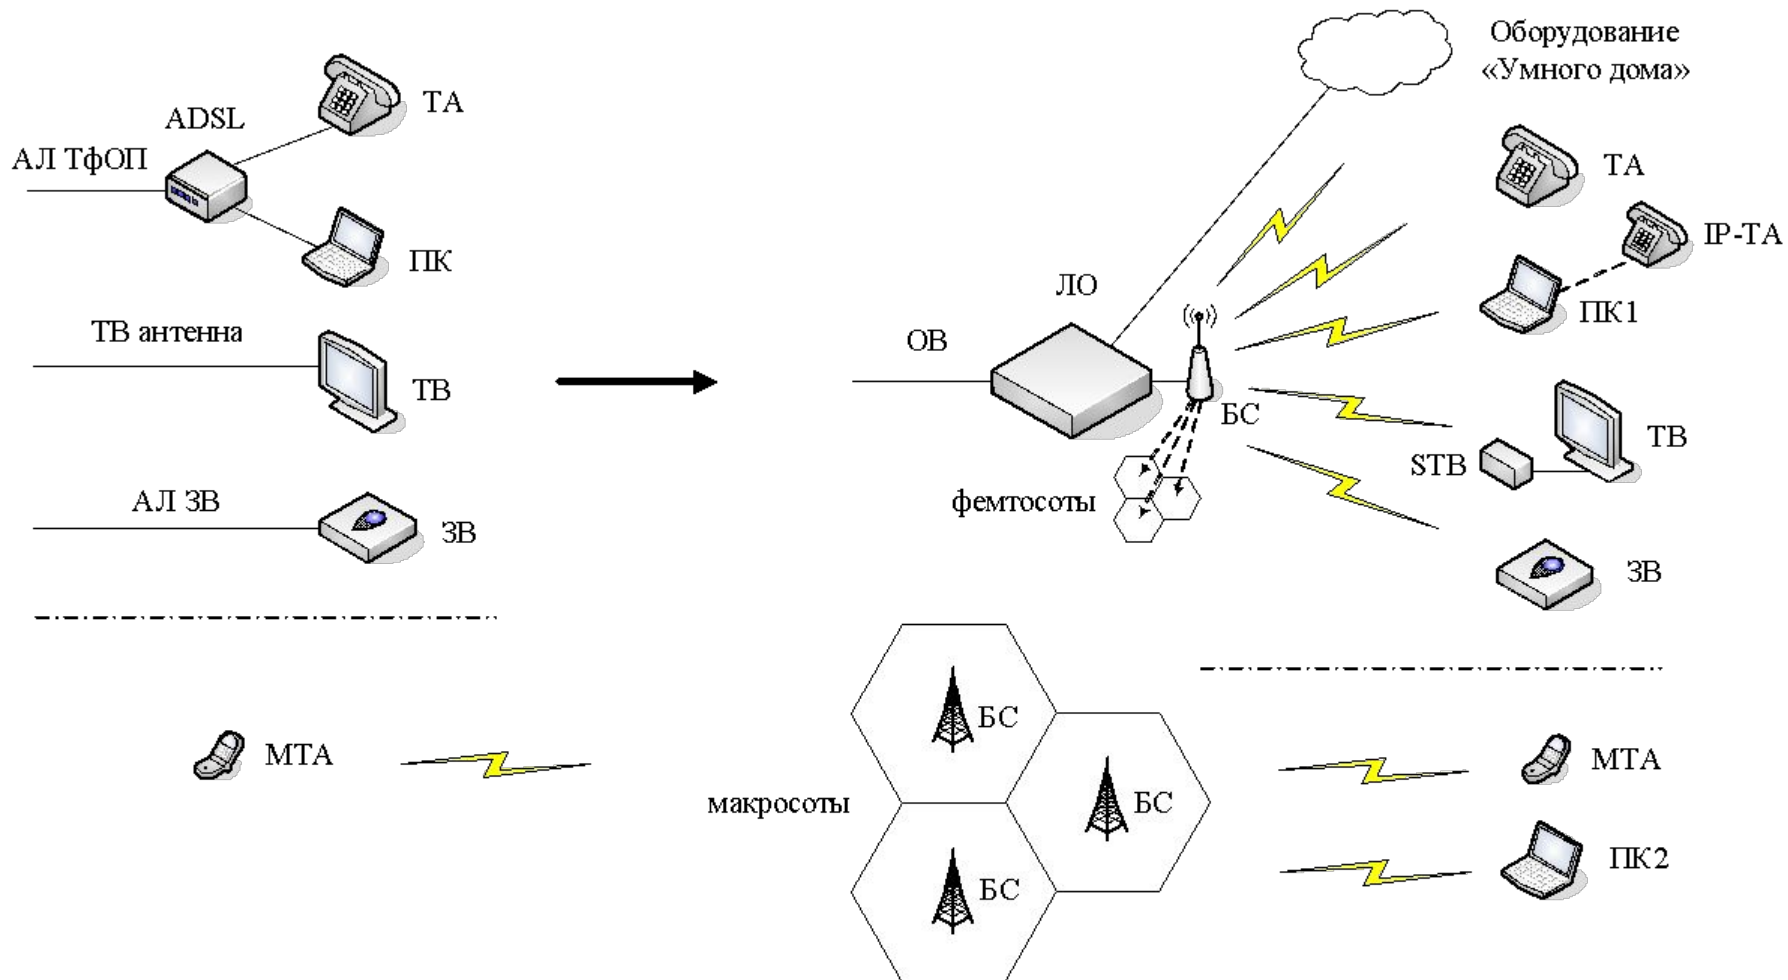 ADSL
ТА
АЛ ТфОП
ПК
ТВ антенна
ТВ
АЛ ЗВ
ЗВ
МТА
Оборудование
«Умного дома»
ТА
IP-ТА
ЛО
ПК1
ОВ
БС
ТВ
STB
фемтосоты
ЗВ
БС
МТА
макросоты
БС
ПК2
БС